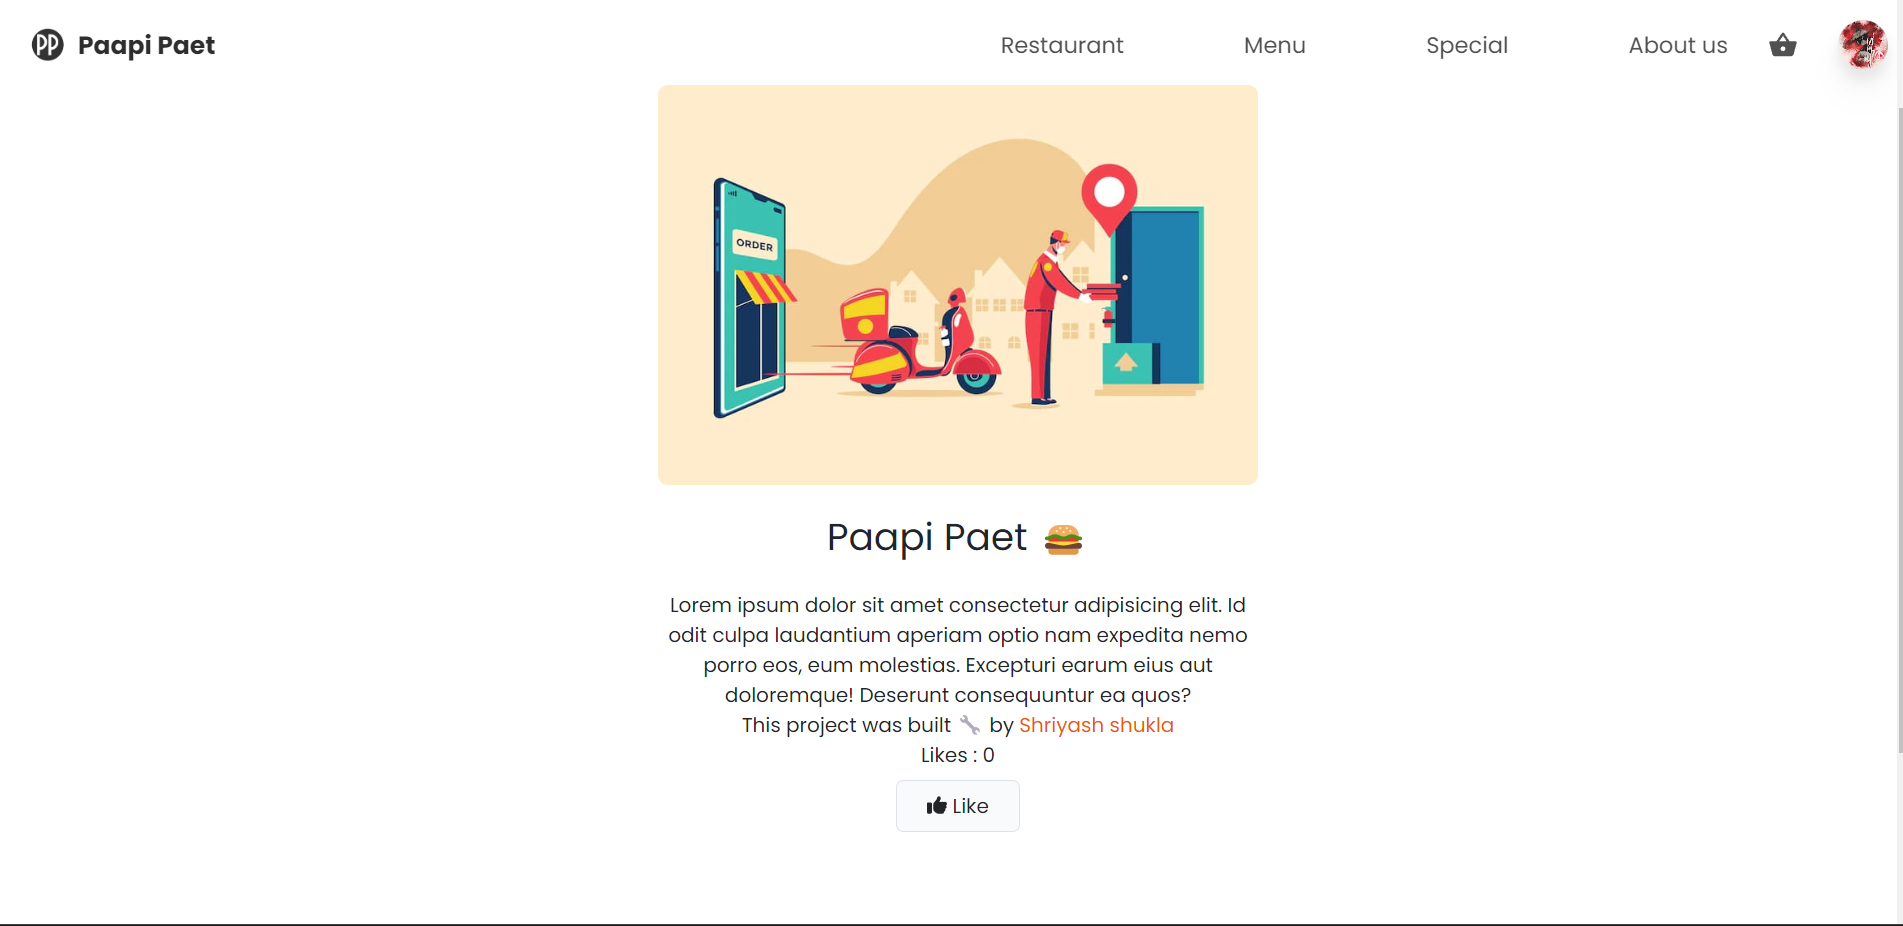 PP Paapi Paet
Restaurant
Menu
Special
About us
ORDER
Paapi Paet 🍔
Lorem ipsum dolor sit amet consectetur adipisicing elit. Id
odit culpa laudantium aperiam optio nam expedita nemo
porro eos, eum molestias. Excepturi earum eius aut
doloremque! Deserunt consequuntur ea quos?
This project was built 🔧 by Shriyash shukla
Likes : 0
Like